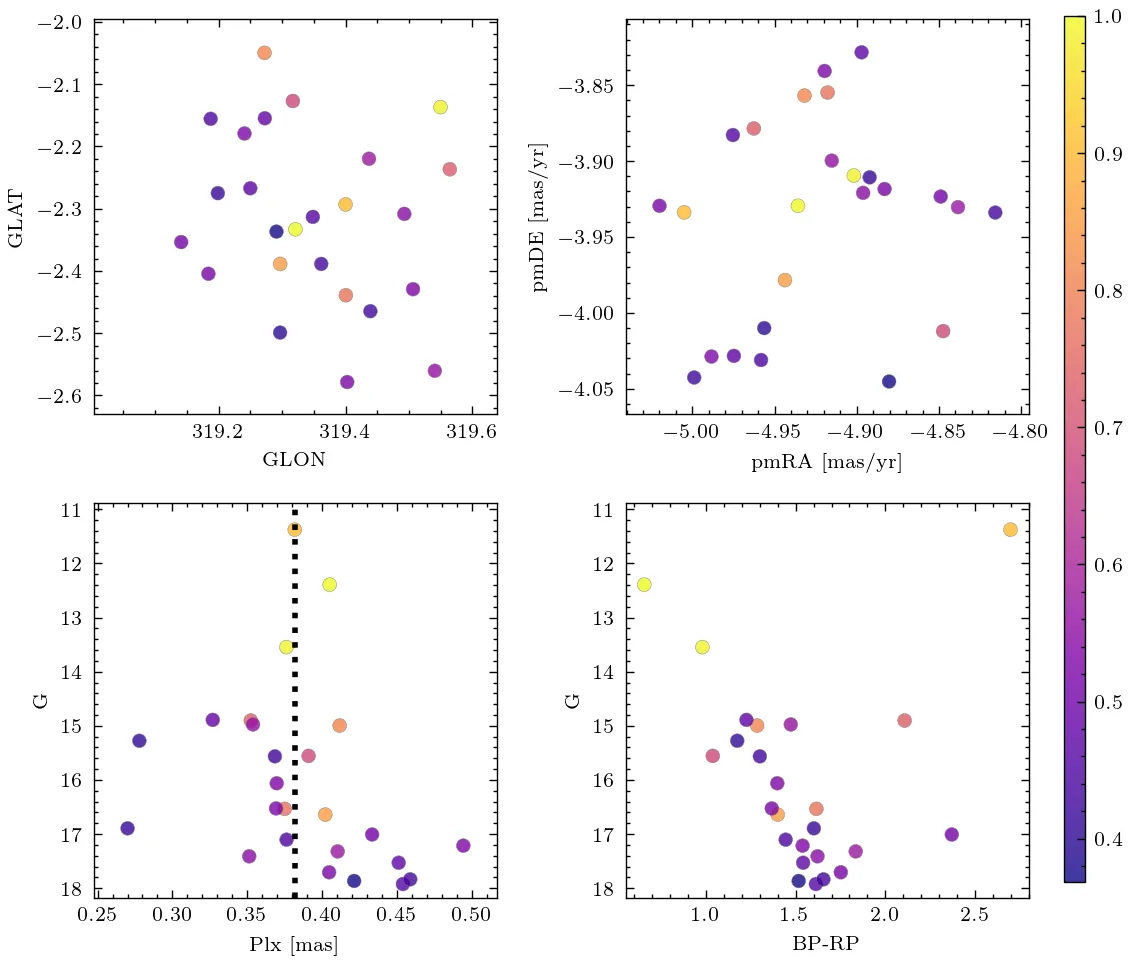 −2.0
−2.1
−2.2
−2.3
−2.4
−2.5
−2.6
GLAT
319.2 319.4 319.6
GLON
−3.85
−3.90
−3.95
−4.00
−4.05
pmDE [mas/yr]
−5.00 −4.95 −4.90 −4.85 −4.80
pmRA [mas/yr]
11
12
13
14
15
16
17
18
G
0.25 0.30 0.35 0.40 0.45 0.50
Plx [mas]
11
12
13
14
15
16
17
18
G
1.0 1.5 2.0 2.5
BP-RP
1.0
0.9
0.8
0.7
0.6
0.5
0.4